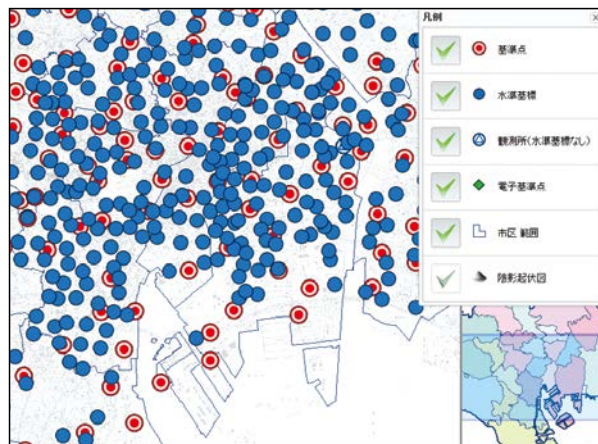 凡例
基準点
水準基標
観測所(水準基標なし)
電子基準点
市区 範囲
陰影起伏図